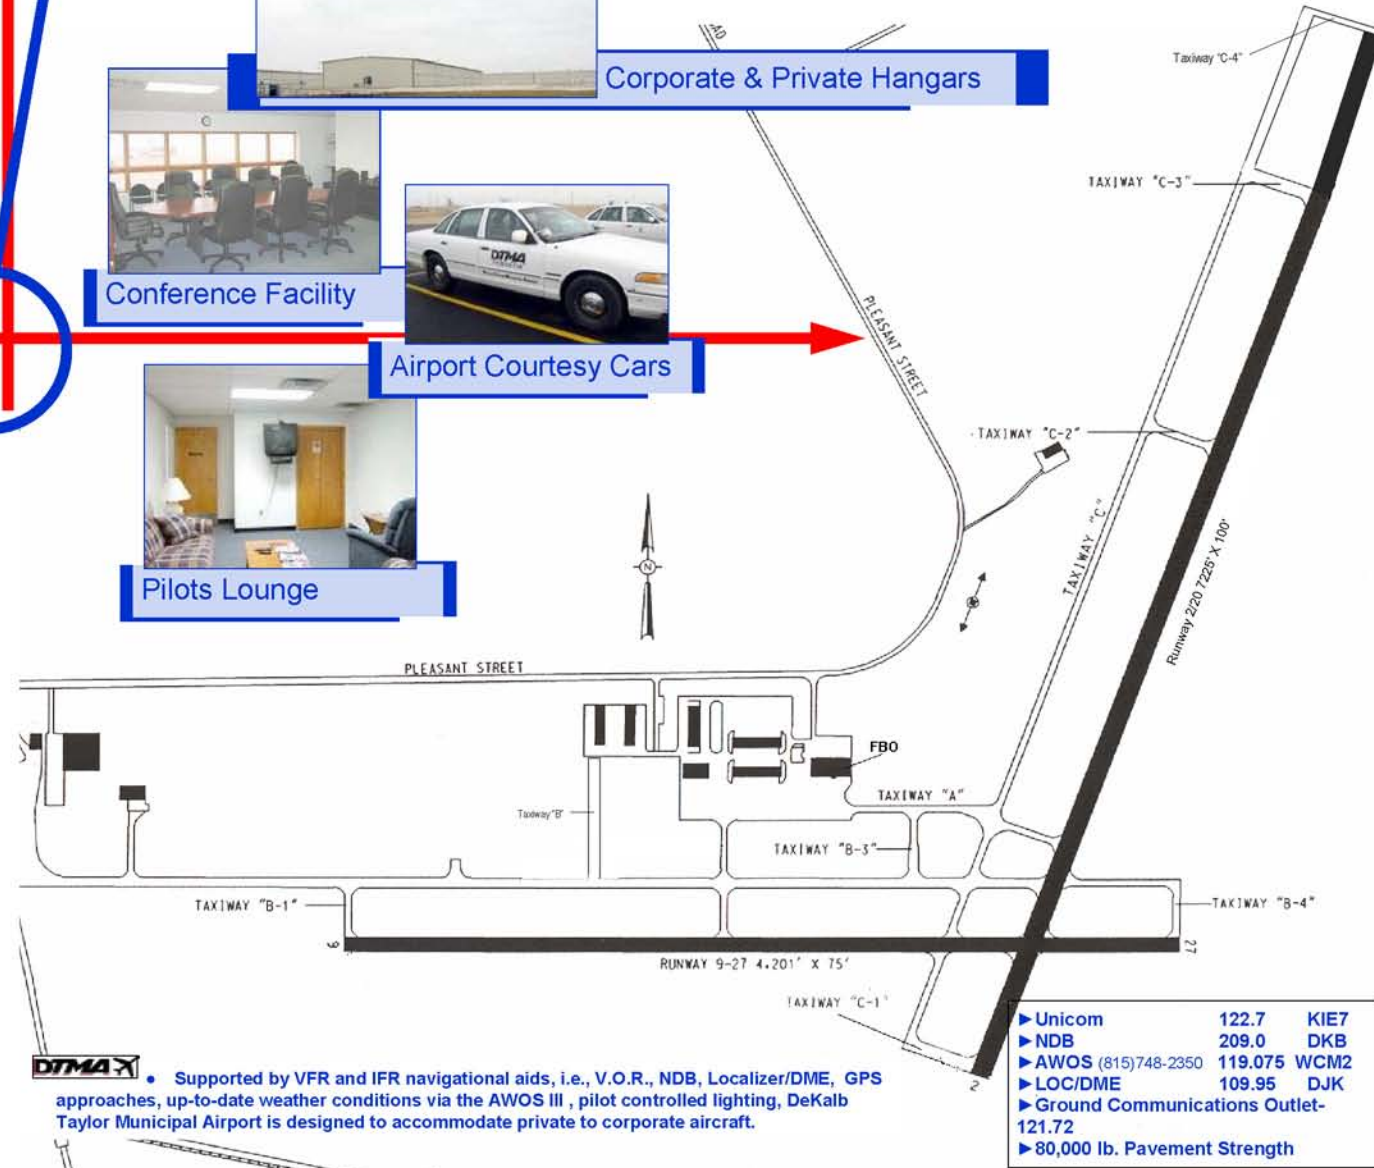 AD
Corporate & Private Hangars
Taxiway "C-4"
TAXIWAY "C-3"
DTMA
Conference Facility
PLEASANT STREET
Airport Courtesy Cars
TAXIWAY "C-2"
TAXIWAY "C"
Runway 2/20 7225' X 100'
N
Pilots Lounge
PLEASANT STREET
FBO
TAXIWAY "A"
Taxiway "B"
TAXIWAY "B-3"
TAXIWAY "B-1"
TAXIWAY "B-4"
9
27
RUNWAY 9-27 4,201' X 75'
TAXIWAY "C-1"
2
►Unicom 122.7 KIE7
►NDB 209.0 DKB
►AWOS (815)748-2350 119.075 WCM2
►LOC/DME 109.95 DJK
►Ground Communications Outlet-
121.72
►80,000 lb. Pavement Strength
DTMA
• Supported by VFR and IFR navigational aids, i.e., V.O.R., NDB, Localizer/DME, GPS
approaches, up-to-date weather conditions via the AWOS III , pilot controlled lighting, DeKalb
Taylor Municipal Airport is designed to accommodate private to corporate aircraft.